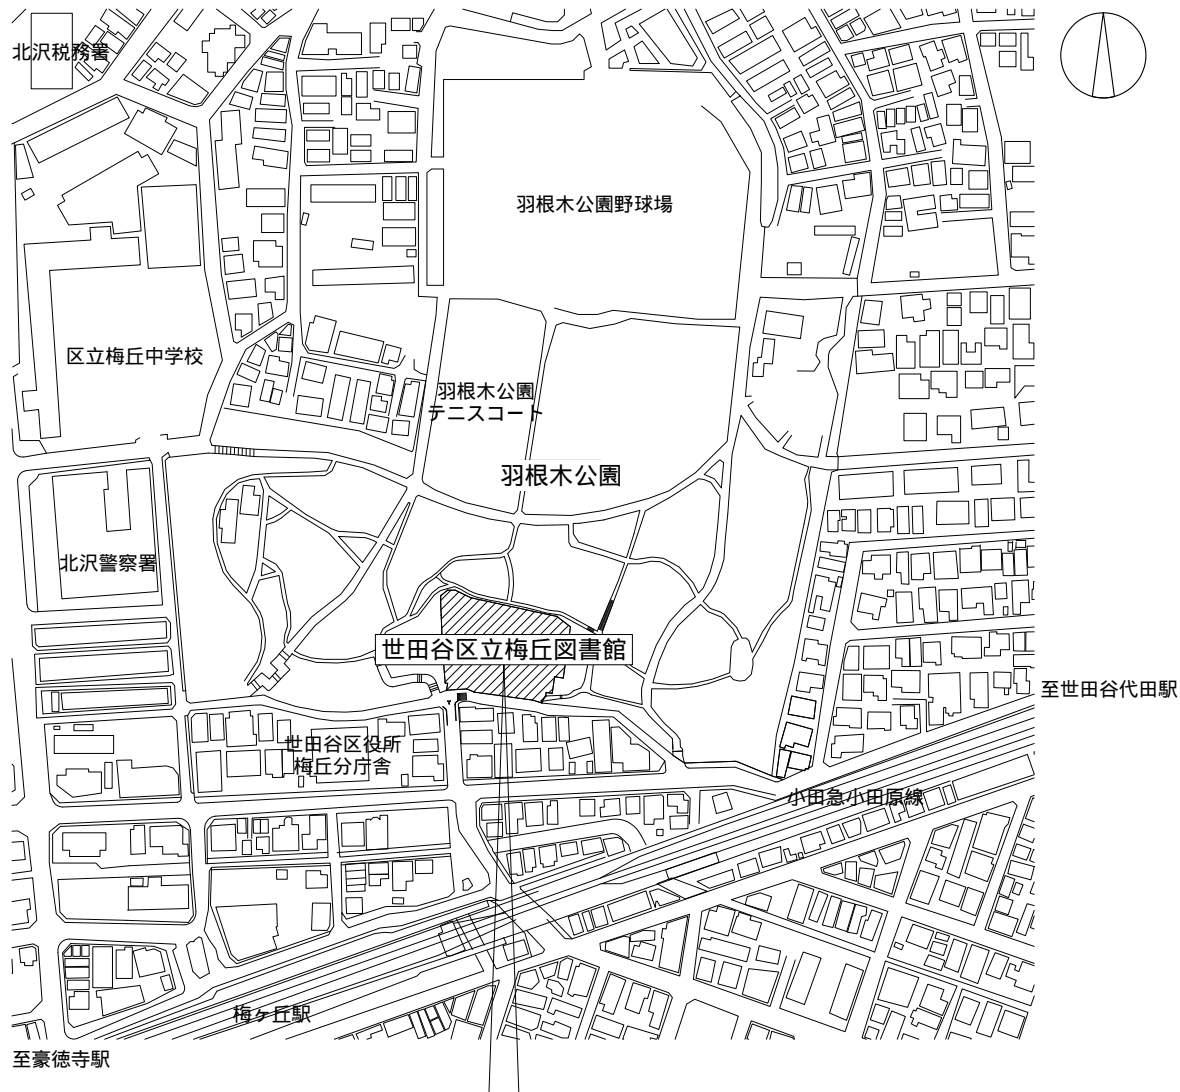 北沢税務署
羽根木公園野球場
区立梅丘中学校
羽根木公園
テニスコート
羽根木公園
北沢警察署
世田谷区立梅丘図書館
至世田谷代田駅
世田谷区役所
梅丘分庁舎
小田急小田原線
梅ヶ丘駅
至豪徳寺駅